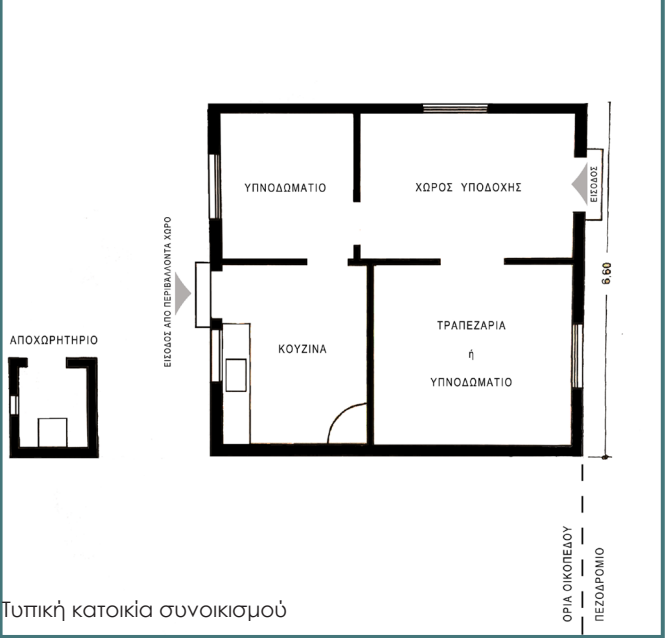 ΥΠΝΟΔΩΜΑΤΙΟ
ΧΩΡΟΣ ΥΠΟΔΟΧΗΣ
ΕΙΣΟΔΟΣ
ΕΙΣΟΔΟΣ ΑΠΟ ΠΕΡΙΒΑΛΛΟΝΤΑ ΧΩΡΟ
6,60
ΑΠΟΧΩΡΗΤΗΡΙΟ
ΚΟΥΖΙΝΑ
ΤΡΑΠΕΖΑΡΙΑ
ή
ΥΠΝΟΔΩΜΑΤΙΟ
ΟΡΙΑ ΟΙΚΟΠΕΔΟΥ
ΠΕΖΟΔΡΟΜΙΟ
Τυπική κατοικία συνοικισμού